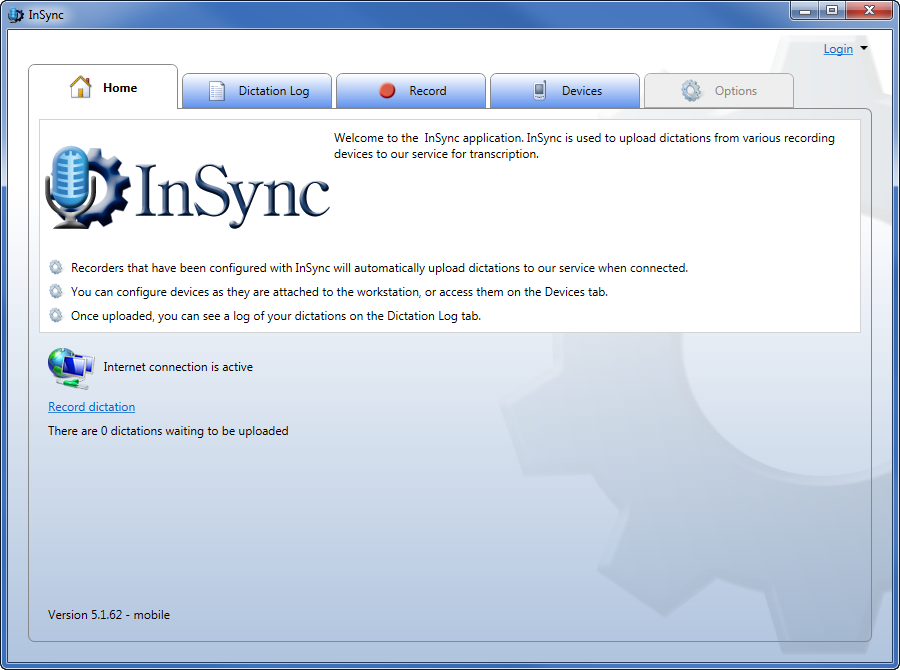 InSync
Login
Home
Dictation Log
Record
Devices
Options
Welcome to the  InSync application. InSync is used to upload dictations from various recording
devices to our service for transcription.
InSync
Recorders that have been configured with InSync will automatically upload dictations to our service when connected.
You can configure devices as they are attached to the workstation, or access them on the Devices tab.
Once uploaded, you can see a log of your dictations on the Dictation Log tab.
Internet connection is active
Record dictation
There are 0 dictations waiting to be uploaded
Version 5.1.62 - mobile